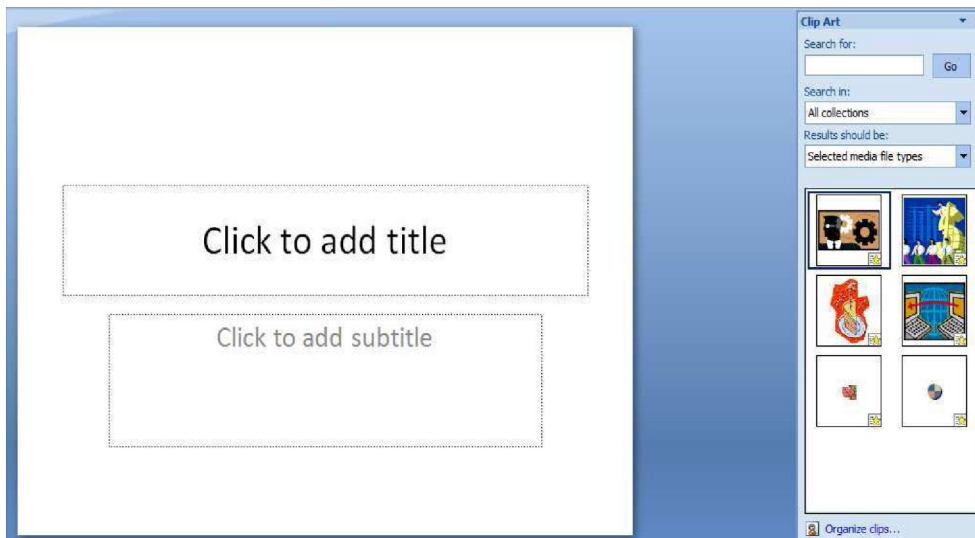 Click to add title
Click to add subtitle
Clip Art
Search for:
Go
Search in:
All collections
Results should be:
Selected media file types
Organize clips...